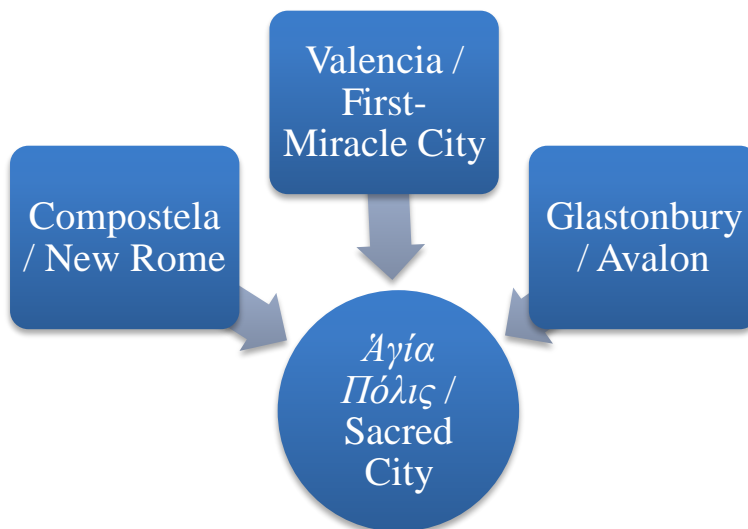 Valencia /
First-
Miracle City
Compostela
/ New Rome
Glastonbury
/ Avalon
Ἁγία
Πόλις /
Sacred
City